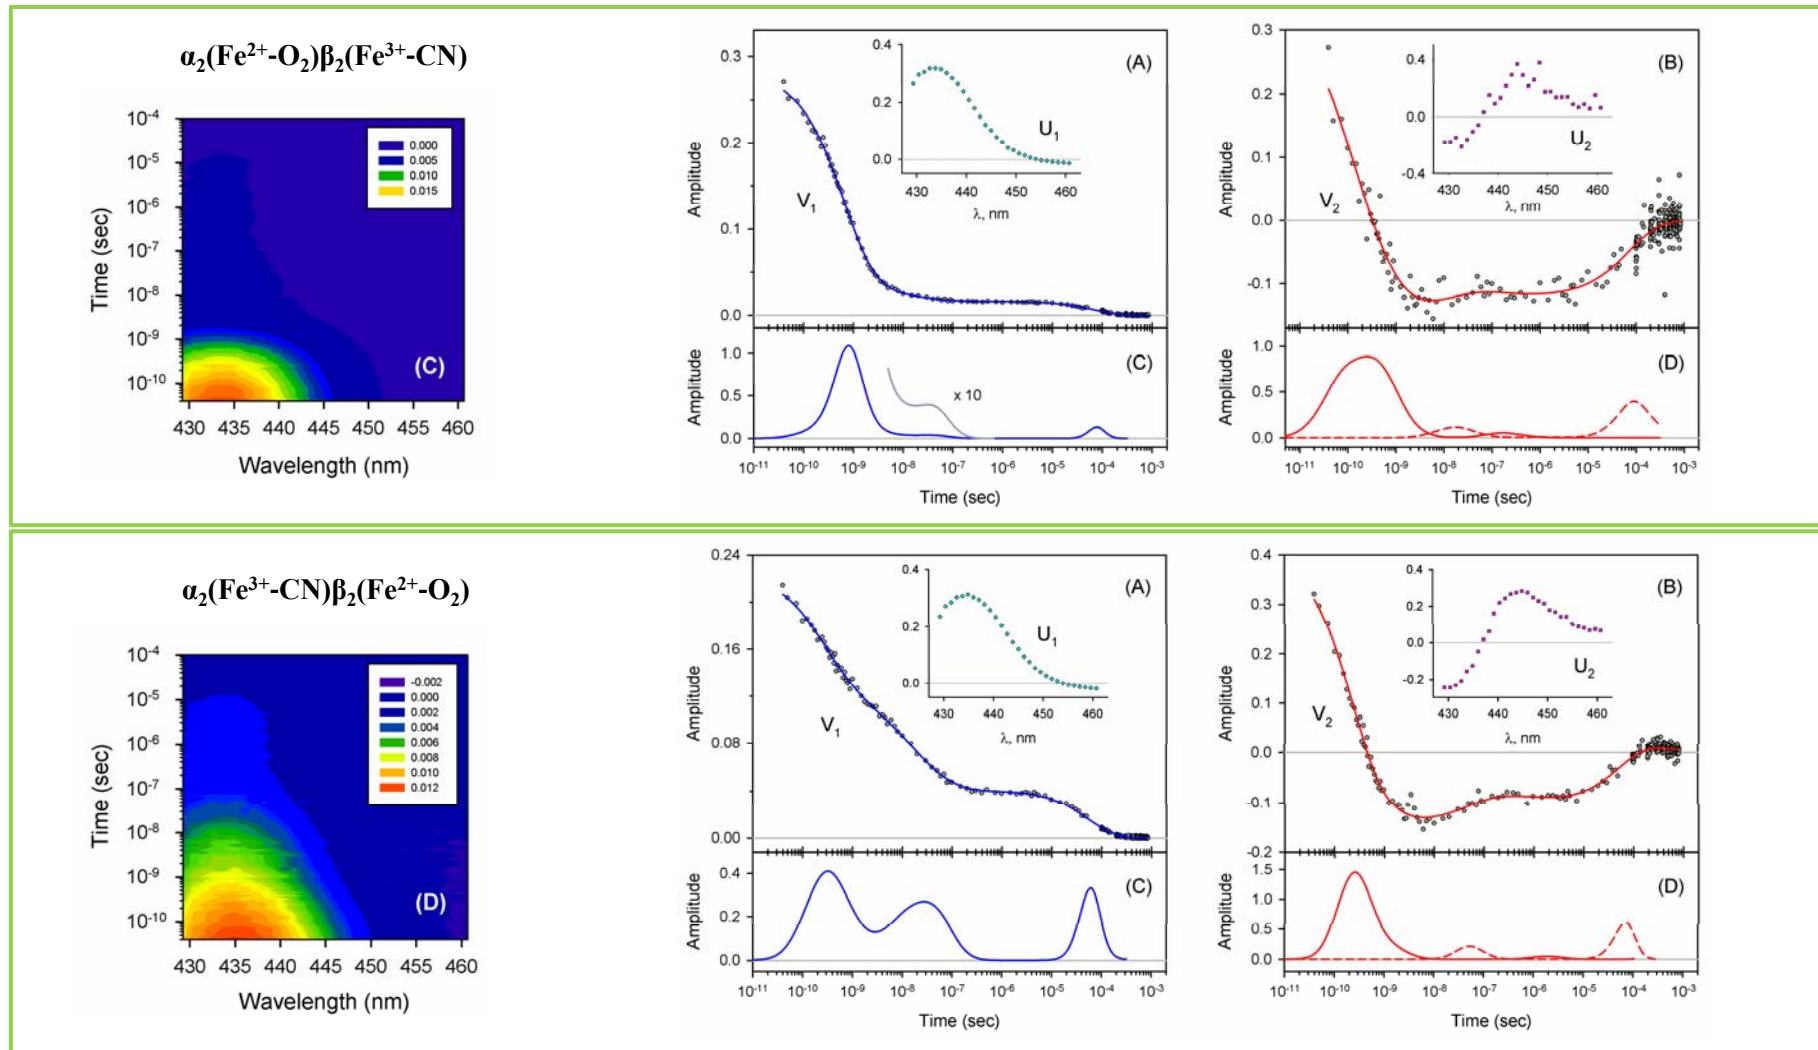 α₂(Fe²⁺-O₂)β₂(Fe³⁺-CN)
10⁻⁴
10⁻⁵
10⁻⁶
10⁻⁷
10⁻⁸
10⁻⁹
10⁻¹⁰
Time (sec)
0.000
0.005
0.010
0.015
(C)
430 435 440 445 450 455 460
Wavelength (nm)
0.3
0.2
0.1
0.0
Amplitude
V₁
(A)
0.4
0.2
0.0
U₁
430 440 450 460
λ, nm
1.0
0.5
0.0
Amplitude
x 10
(C)
10⁻¹¹ 10⁻¹⁰ 10⁻⁹ 10⁻⁸ 10⁻⁷ 10⁻⁶ 10⁻⁵ 10⁻⁴ 10⁻³
Time (sec)
0.3
0.2
0.1
0.0
-0.1
Amplitude
V₂
(B)
0.4
0.0
-0.4
U₂
430 440 450 460
λ, nm
1.0
0.5
0.0
Amplitude
(D)
10⁻¹¹ 10⁻¹⁰ 10⁻⁹ 10⁻⁸ 10⁻⁷ 10⁻⁶ 10⁻⁵ 10⁻⁴ 10⁻³
Time (sec)
α₂(Fe³⁺-CN)β₂(Fe²⁺-O₂)
10⁻⁴
10⁻⁵
10⁻⁶
10⁻⁷
10⁻⁸
10⁻⁹
10⁻¹⁰
Time (sec)
-0.002
0.000
0.002
0.004
0.006
0.008
0.010
0.012
(D)
430 435 440 445 450 455 460
Wavelength (nm)
0.24
0.16
0.08
0.00
Amplitude
V₁
(A)
0.4
0.2
0.0
U₁
430 440 450 460
λ, nm
0.4
0.2
0.0
Amplitude
(C)
10⁻¹¹ 10⁻¹⁰ 10⁻⁹ 10⁻⁸ 10⁻⁷ 10⁻⁶ 10⁻⁵ 10⁻⁴ 10⁻³
Time (sec)
0.4
0.3
0.2
0.1
0.0
-0.1
-0.2
Amplitude
V₂
(B)
0.4
0.2
0.0
-0.2
U₂
430 440 450 460
λ, nm
1.5
1.0
0.5
0.0
Amplitude
(D)
10⁻¹¹ 10⁻¹⁰ 10⁻⁹ 10⁻⁸ 10⁻⁷ 10⁻⁶ 10⁻⁵ 10⁻⁴ 10⁻³
Time (sec)